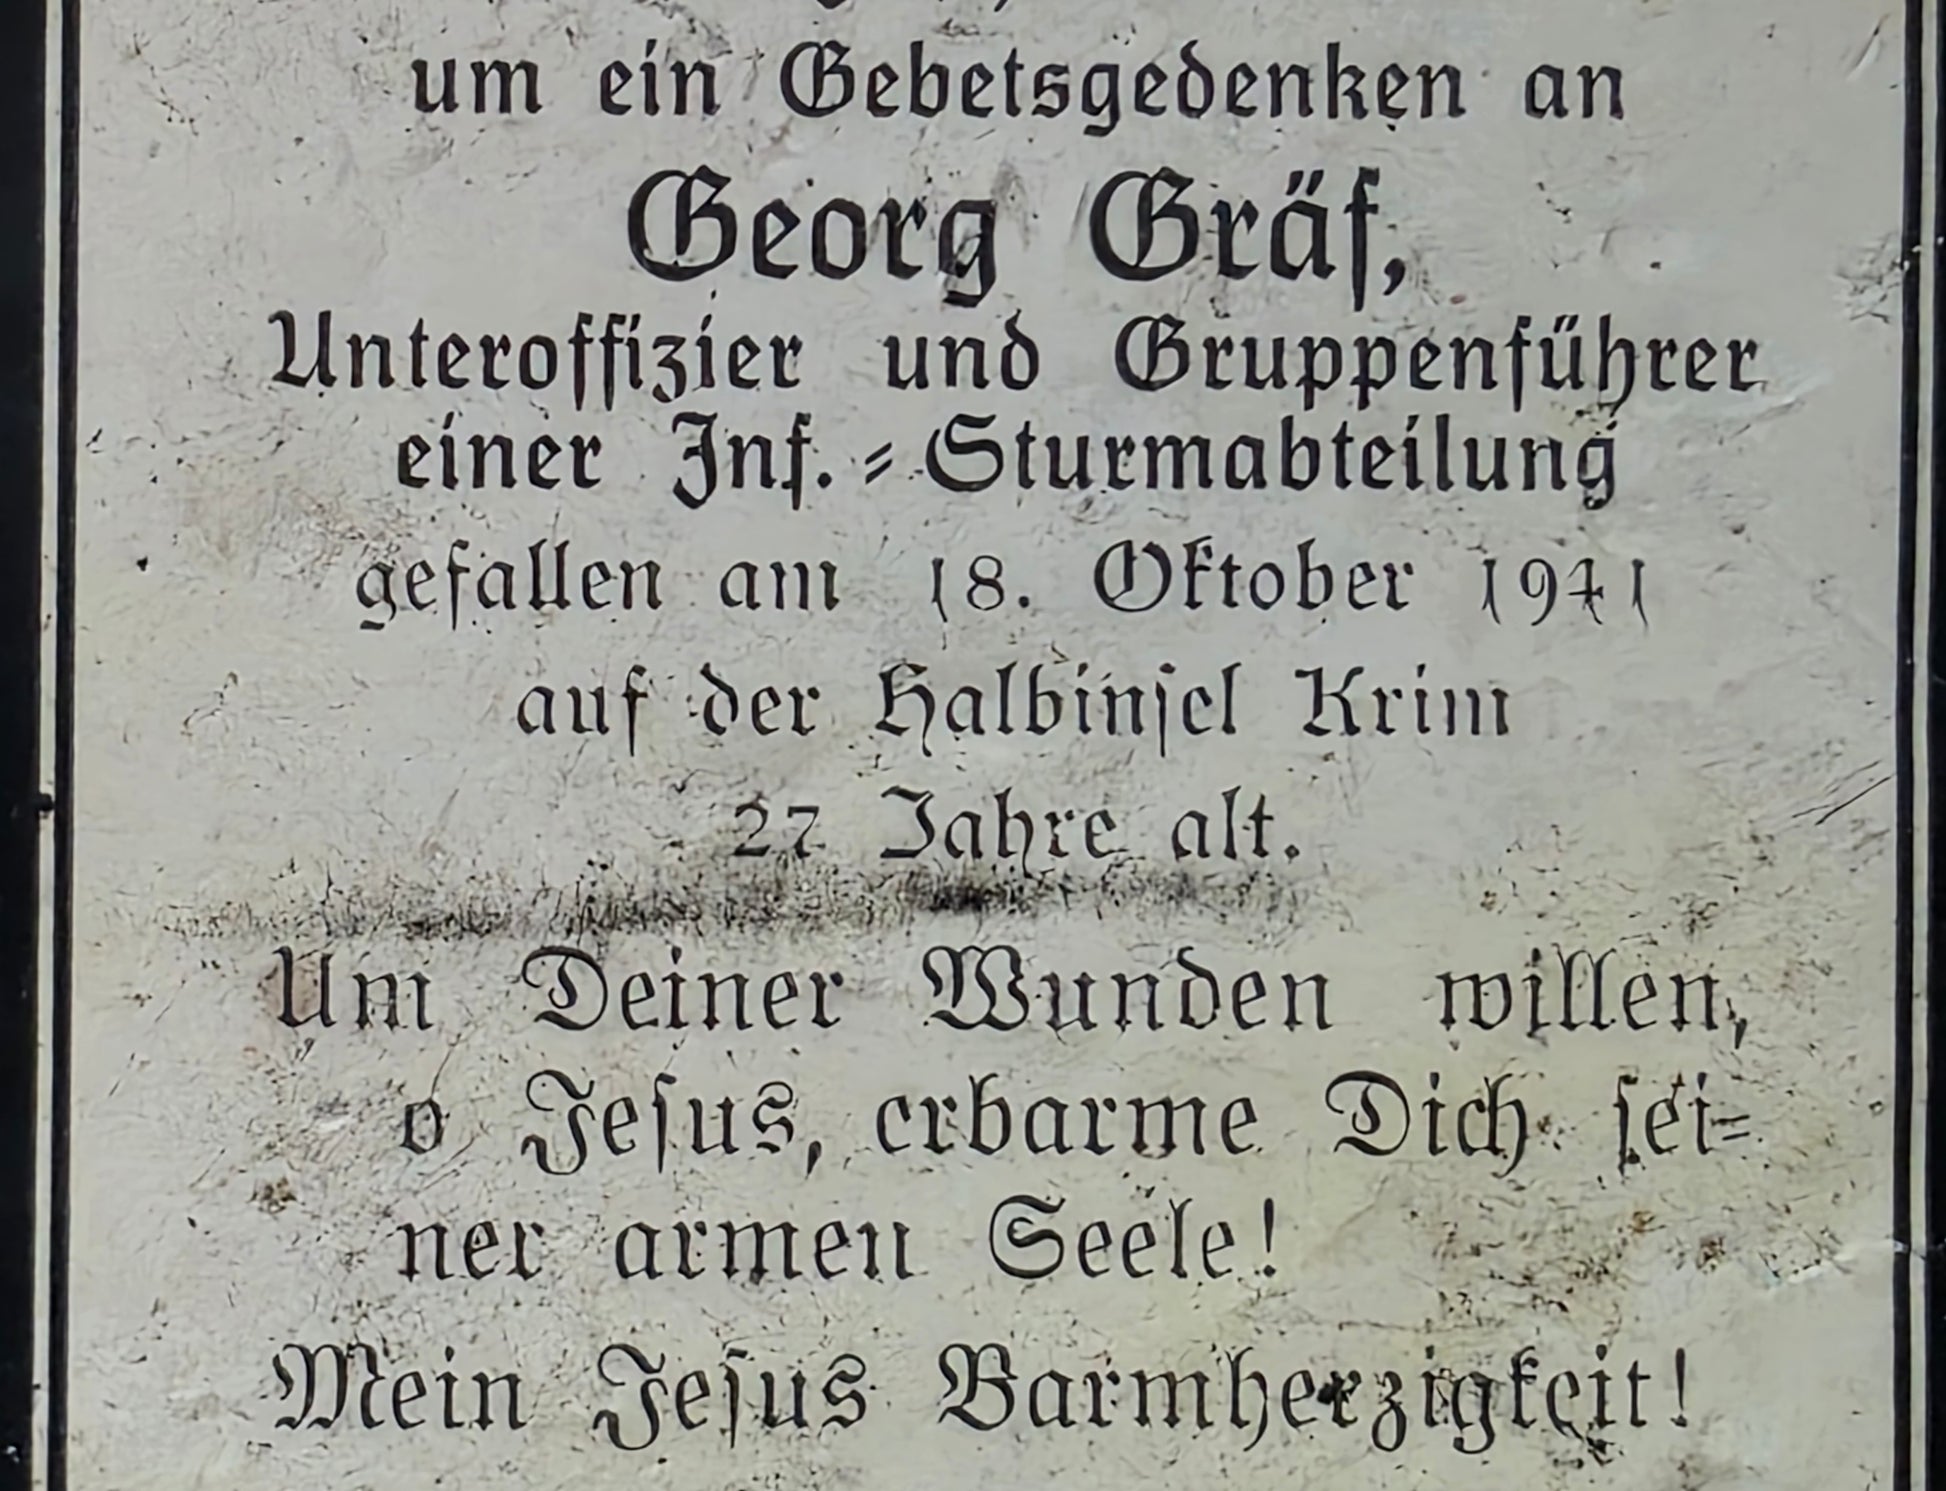 um ein Gebetsgedenken an
Georg Gräf,
Unteroffizier und Gruppenführer
einer Inf.-Sturmabteilung
gefallen am 18. Oktober 1941
auf der Halbinsel Krim
27 Jahre alt.
Um Deiner Wunden willen,
o Jesus, erbarme Dich sei-
ner armen Seele!
Mein Jesus Barmherzigkeit!